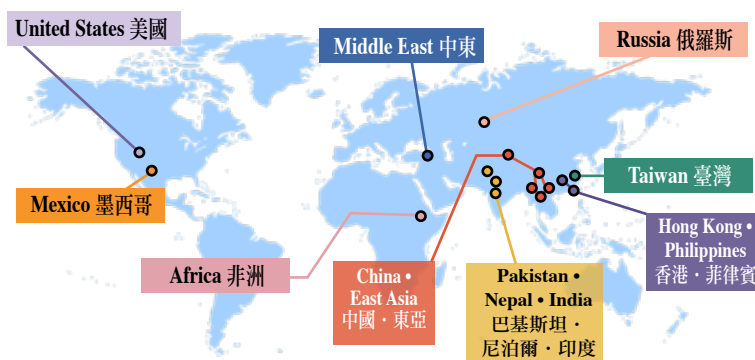 United States 美國
Middle East 中東
Russia 俄羅斯
Mexico 墨西哥
Taiwan 臺灣
Africa 非洲
China •
East Asia
中國・東亞
Pakistan •
Nepal • India
巴基斯坦・
尼泊爾・印度
Hong Kong •
Philippines
香港・菲律賓